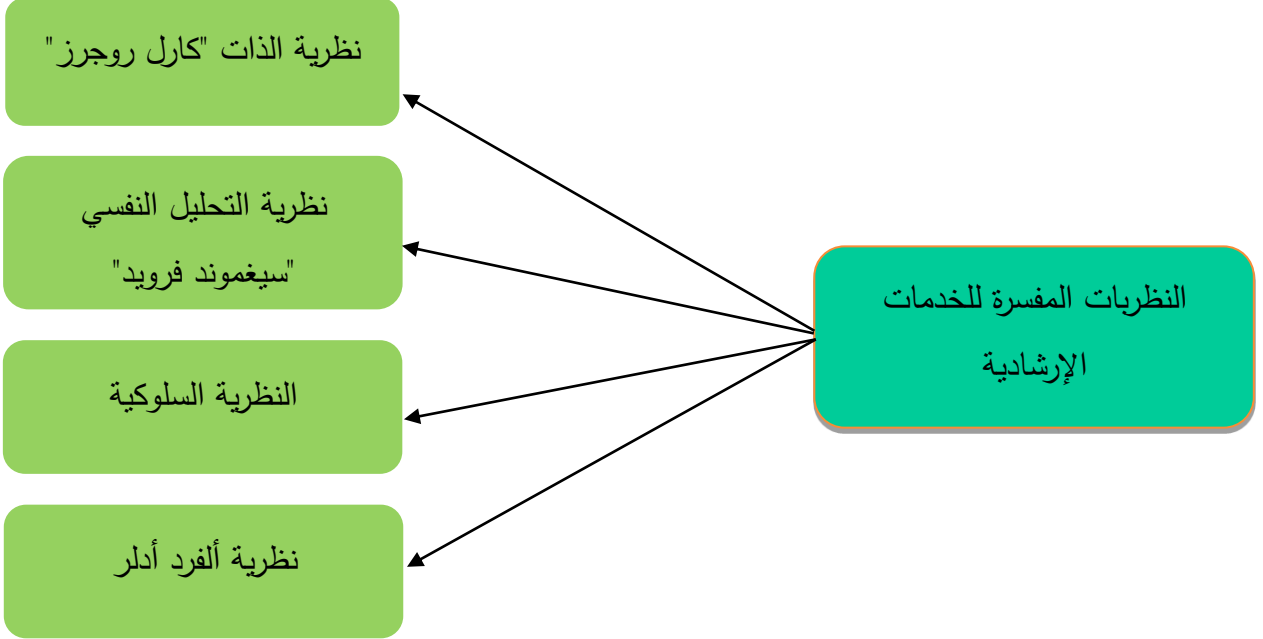 النظريات المفسرة للخدمات
الإرشادية
نظرية الذات "كارل روجرز"
نظرية التحليل النفسي
"سيغموند فرويد"
النظرية السلوكية
نظرية ألفرد أدلر